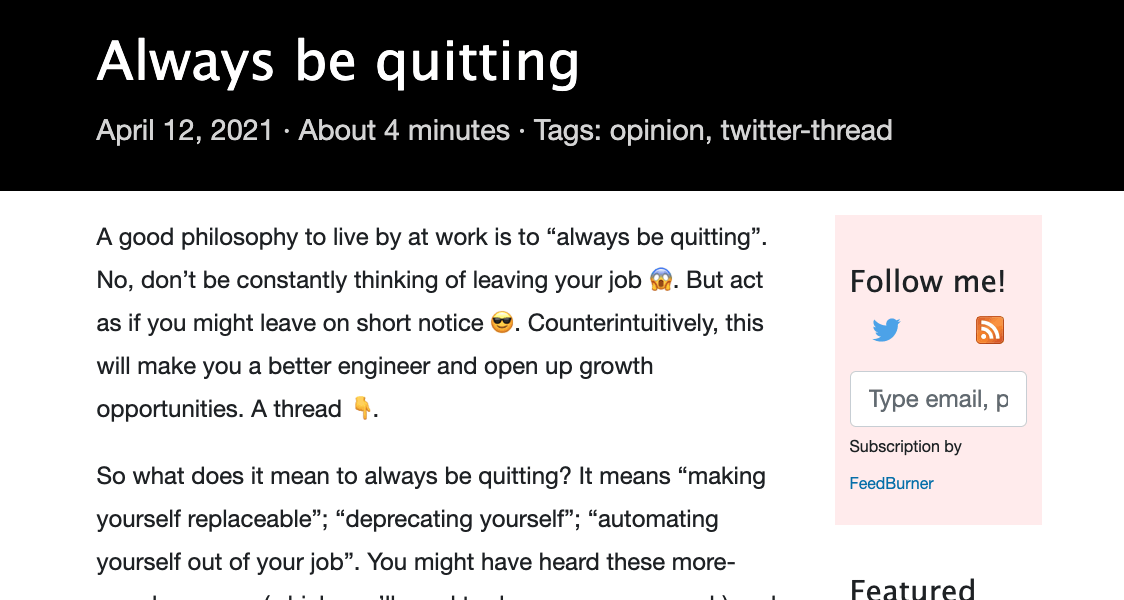 Always be quitting
April 12, 2021 · About 4 minutes · Tags: opinion, twitter-thread
A good philosophy to live by at work is to “always be quitting”.
No, don’t be constantly thinking of leaving your job 😱. But act
as if you might leave on short notice 😎. Counterintuitively, this
will make you a better engineer and open up growth
opportunities. A thread 👇.
So what does it mean to always be quitting? It means “making
yourself replaceable”; “deprecating yourself”; “automating
yourself out of your job”. You might have heard these more-
Follow me!
Type email, p
Subscription by
FeedBurner
Featured